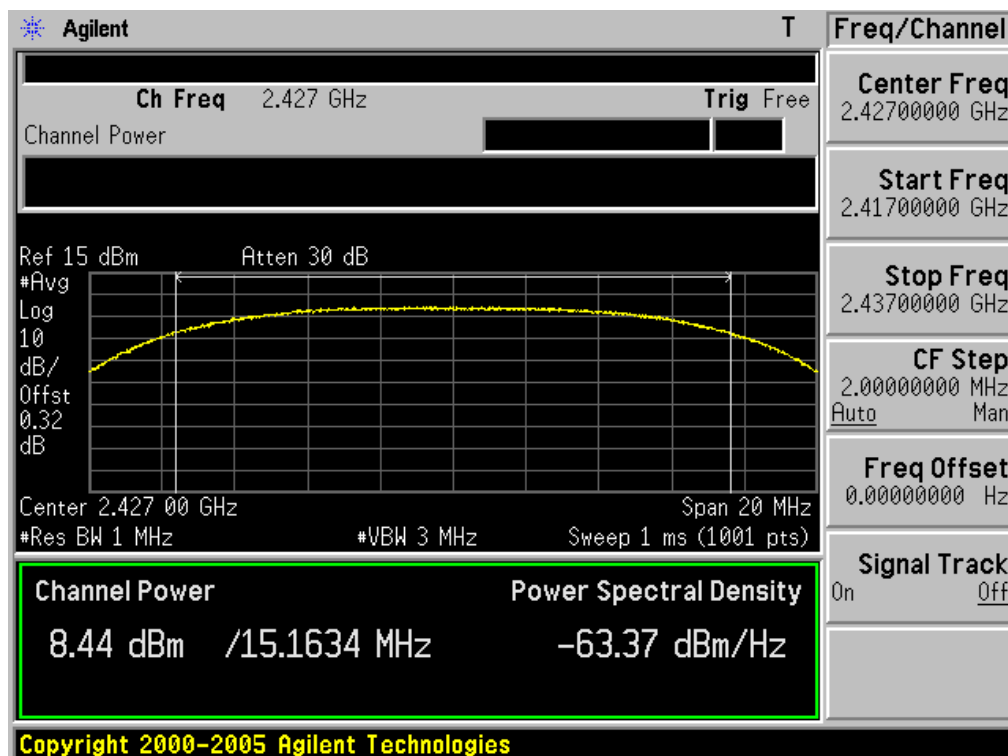 Agilent T
Freq/Channel
Ch Freq 2.427 GHz Trig Free
Channel Power
Center Freq
2.42700000 GHz
Start Freq
2.41700000 GHz
Stop Freq
2.43700000 GHz
CF Step
2.00000000 MHz
Auto Man
Freq Offset
0.00000000 Hz
Signal Track
On Off
Ref 15 dBm Atten 30 dB
#Avg
Log
10
dB/
Offst
0.32
dB
Center 2.427 00 GHz Span 20 MHz
#Res BW 1 MHz #VBW 3 MHz Sweep 1 ms (1001 pts)
Channel Power Power Spectral Density
8.44 dBm /15.1634 MHz -63.37 dBm/Hz
Copyright 2000-2005 Agilent Technologies